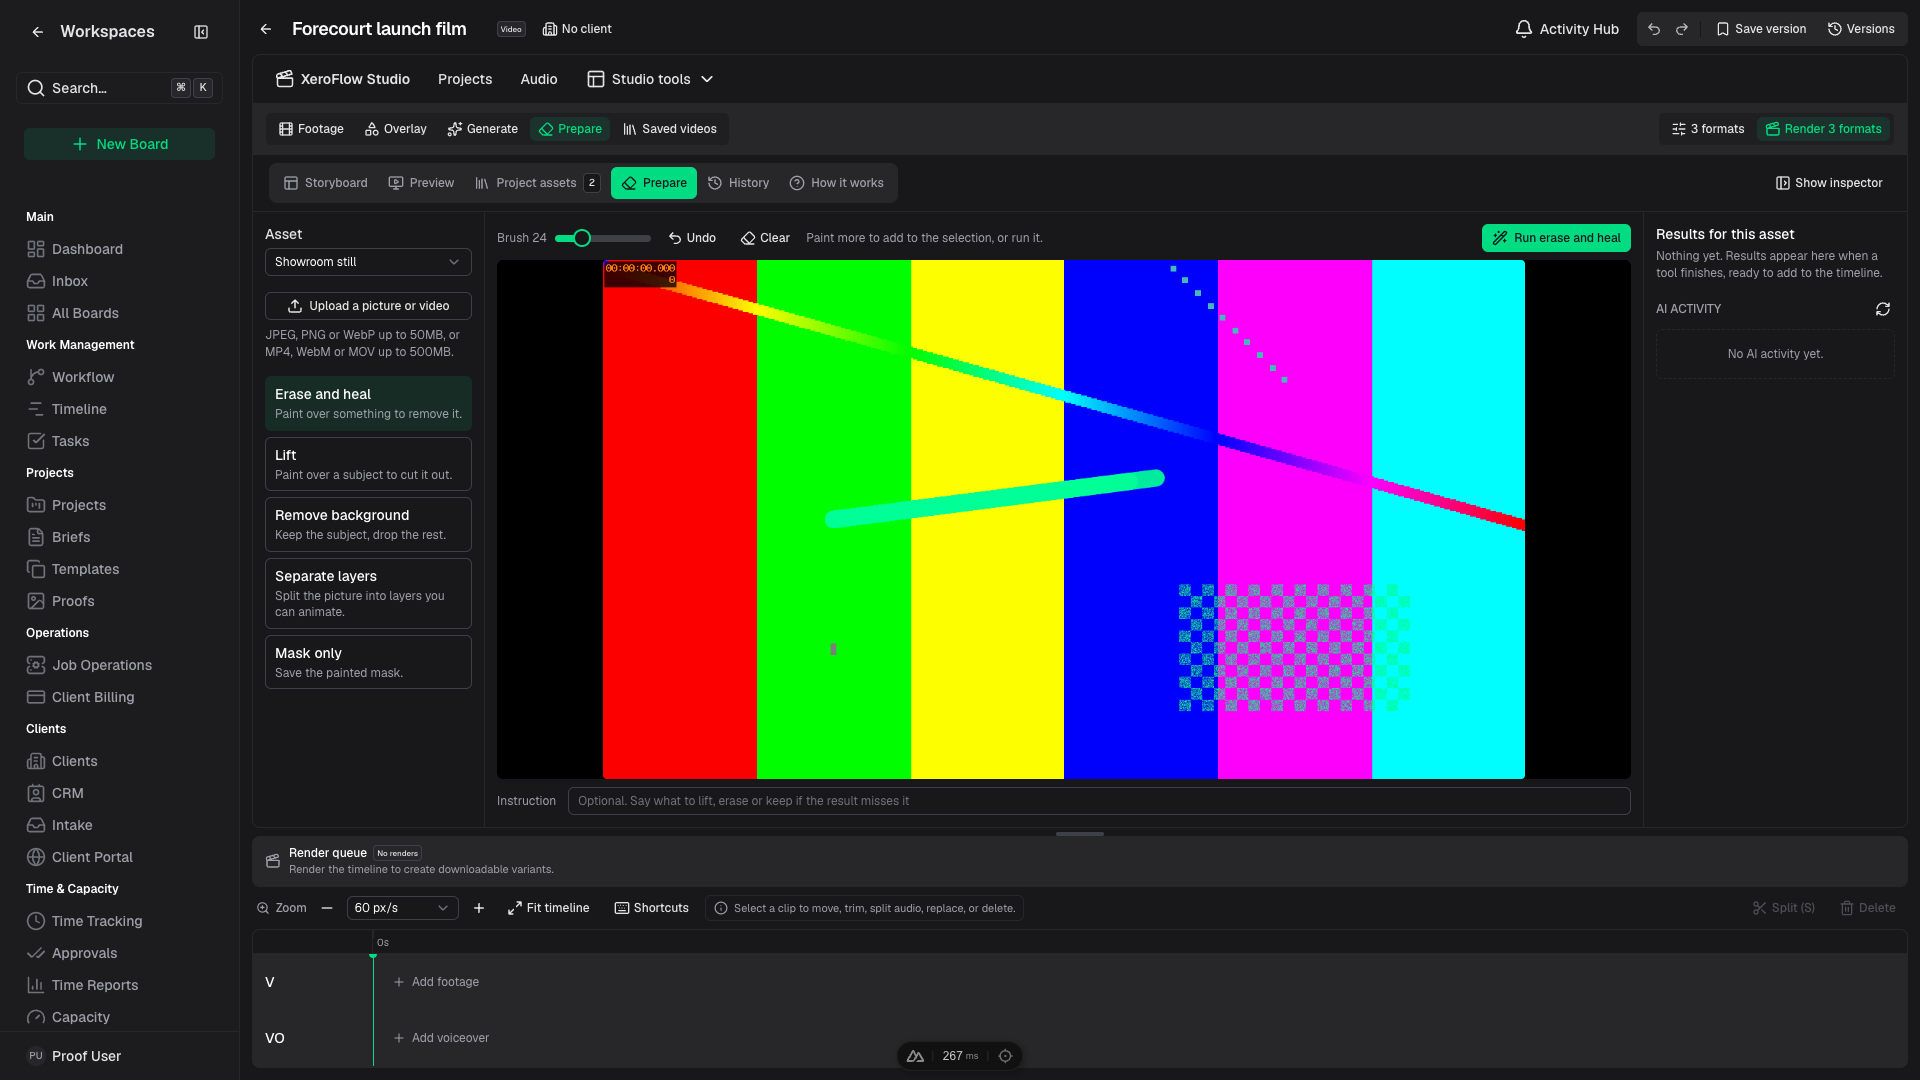 Workspaces
Search...
⌘ K
New Board
Main
Dashboard
Inbox
All Boards
Work Management
Workflow
Timeline
Tasks
Projects
Projects
Briefs
Templates
Proofs
Operations
Job Operations
Client Billing
Clients
Clients
CRM
Intake
Client Portal
Time & Capacity
Time Tracking
Approvals
Time Reports
Capacity
PU Proof User
Forecourt launch film Video No client
Activity Hub Save version Versions
XeroFlow Studio Projects Audio Studio tools
Footage Overlay Generate Prepare Saved videos
3 formats Render 3 formats
Storyboard Preview Project assets 2 Prepare History How it works
Show inspector
Asset
Showroom still
Upload a picture or video
JPEG, PNG or WebP up to 50MB, or
MP4, WebM or MOV up to 500MB.
Erase and heal
Paint over something to remove it.
Lift
Paint over a subject to cut it out.
Remove background
Keep the subject, drop the rest.
Separate layers
Split the picture into layers you
can animate.
Mask only
Save the painted mask.
Brush 24 Undo Clear Paint more to add to the selection, or run it.
Run erase and heal
00:00:00.000
0
Instruction Optional. Say what to lift, erase or keep if the result misses it
Results for this asset
Nothing yet. Results appear here when a
tool finishes, ready to add to the timeline.
AI ACTIVITY
No AI activity yet.
Render queue No renders
Render the timeline to create downloadable variants.
Zoom 60 px/s Fit timeline Shortcuts Select a clip to move, trim, split audio, replace, or delete.
Split (S) Delete
0s
V Add footage
VO Add voiceover
267 ms